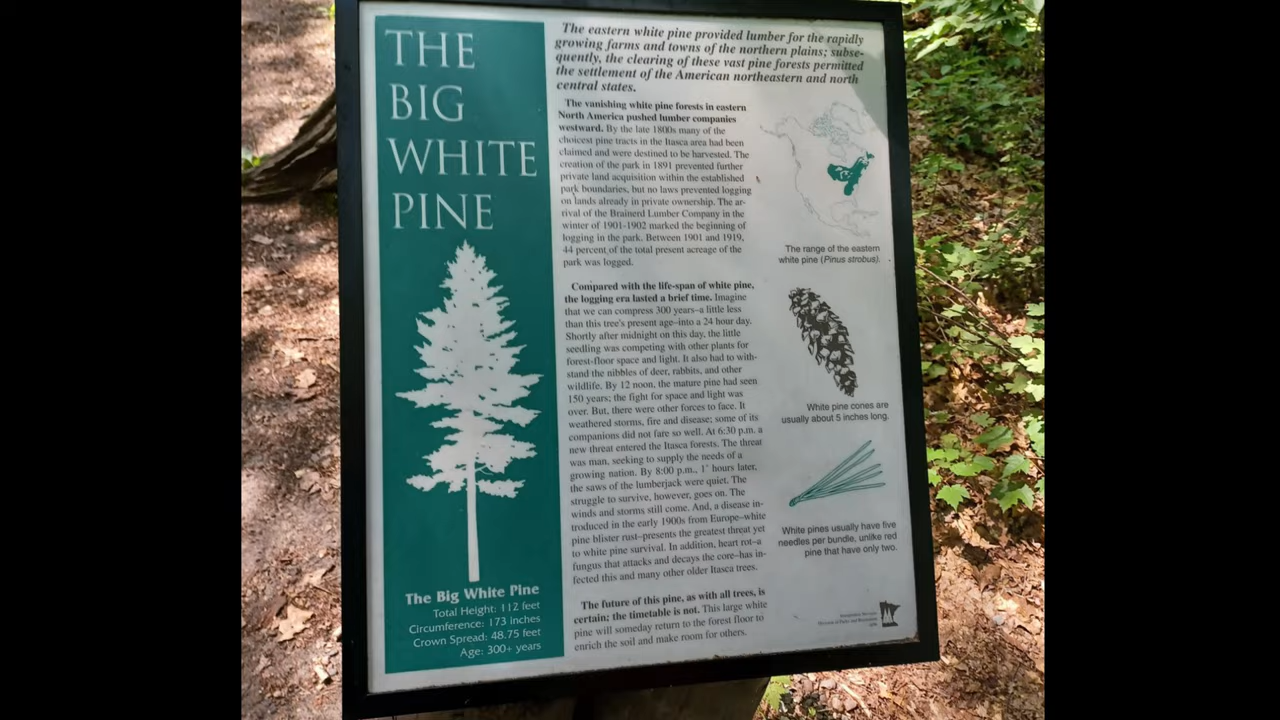 THE
BIG
WHITE
PINE
The Big White Pine
Total Height: 112 feet
Circumference: 173 inches
Crown Spread: 48.75 feet
Age: 300+ years
The eastern white pine provided lumber for the rapidly
growing farms and towns of the northern plains; subse-
quently, the clearing of these vast pine forests permitted
the settlement of the American northeastern and north
central states.
The vanishing white pine forests in eastern
North America pushed lumber companies
westward. By the late 1800s many of the
choicest pine tracts in the Itasca area had been
claimed and were destined to be harvested. The
creation of the park in 1891 prevented further
private land acquisition within the established
park boundaries, but no laws prevented logging
on lands already in private ownership. The ar-
rival of the Brainerd Lumber Company in the
winter of 1901-1902 marked the beginning of
logging in the park. Between 1901 and 1919,
44 percent of the total present acreage of the
park was logged.
Compared with the life-span of white pine,
the logging era lasted a brief time. Imagine
that we can compress 300 years–a little less
than this tree's present age–into a 24 hour day.
Shortly after midnight on this day, the little
seedling was competing with other plants for
forest-floor space and light. It also had to with-
stand the nibbles of deer, rabbits, and other
wildlife. By 12 noon, the mature pine had seen
150 years; the fight for space and light was
over. But, there were other forces to face. It
weathered storms, fire and disease; some of its
companions did not fare so well. At 6:30 p.m. a
new threat entered the Itasca forests. The threat
was man, seeking to supply the needs of a
growing nation. By 8:00 p.m., 1 hours later,
the saws of the lumberjack were quiet. The
struggle to survive, however, goes on. The
winds and storms still come. And, a disease in-
troduced in the early 1900s from Europe–white
pine blister rust–presents the greatest threat yet
to white pine survival. In addition, heart rot–a
fungus that attacks and decays the core–has in-
fected this and many other older Itasca trees.
The future of this pine, as with all trees, is
certain; the timetable is not. This large white
pine will someday return to the forest floor to
enrich the soil and make room for others.
The range of the eastern
white pine (Pinus strobus).
White pine cones are
usually about 5 inches long.
White pines usually have five
needles per bundle, unlike red
pine that have only two.